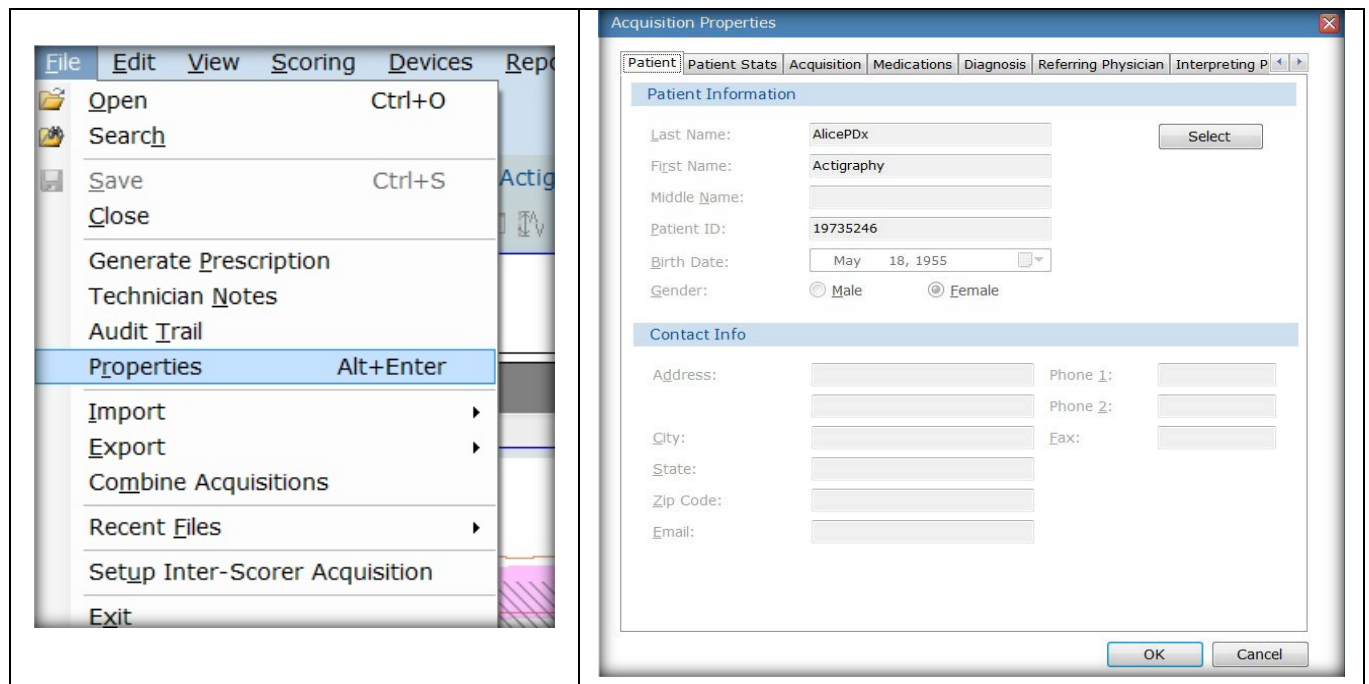 File Edit View Scoring Devices Repo
Open Ctrl+O
Search
Save Ctrl+S
Actig
Close
Generate Prescription
Technician Notes
Audit Trail
Properties Alt+Enter
Import
Export
Combine Acquisitions
Recent Files
Setup Inter-Scorer Acquisition
Exit
Acquisition Properties
Patient Patient Stats Acquisition Medications Diagnosis Referring Physician Interpreting P
Patient Information
Last Name: AlicePDx Select
First Name: Actigraphy
Middle Name:
Patient ID: 19735246
Birth Date: May 18, 1955
Gender: Male Female
Contact Info
Address: Phone 1:
Phone 2:
City: Fax:
State:
Zip Code:
Email:
OK Cancel